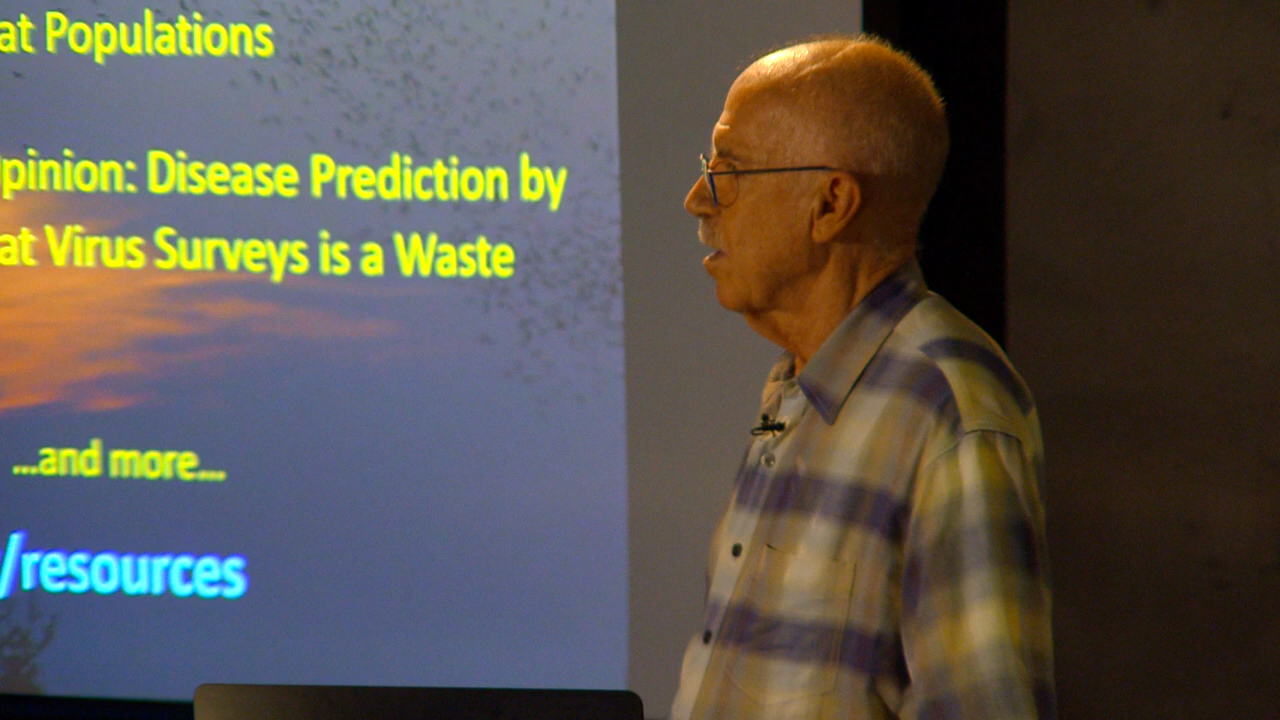 at Populations
pinion: Disease Prediction by
at Virus Surveys is a Waste
...and more...
/resources